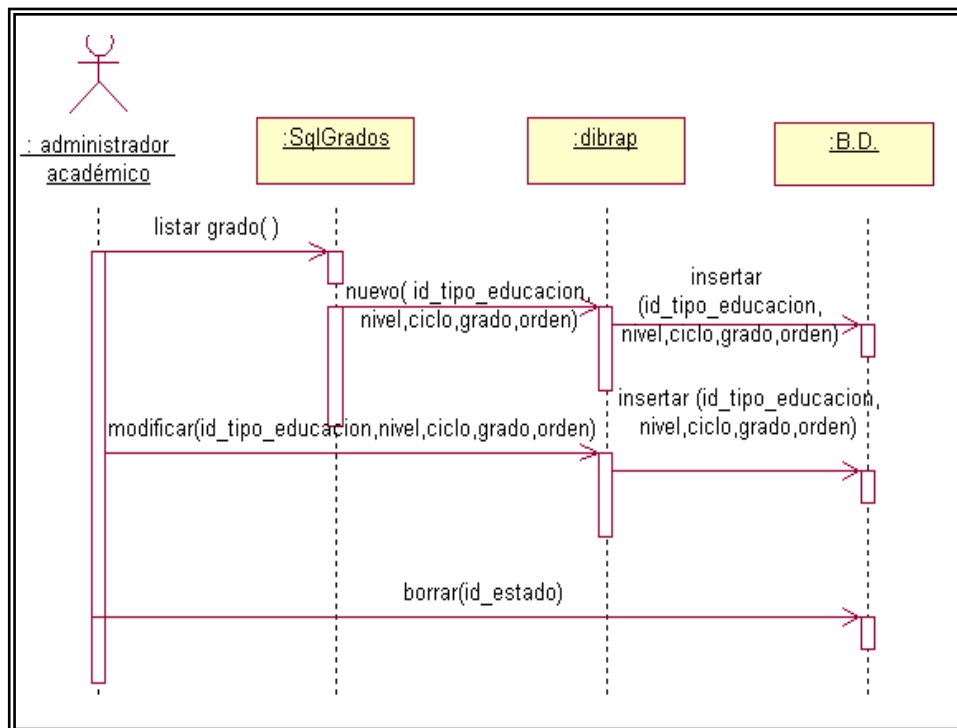 : administrador
académico
:SqlGrados
:dibrap
:B.D.
listar grado( )
nuevo( id_tipo_educacion,
nivel,ciclo,grado,orden)
insertar
(id_tipo_educacion,
nivel,ciclo,grado,orden)
insertar (id_tipo_educacion,
nivel,ciclo,grado,orden)
modificar(id_tipo_educacion,nivel,ciclo,grado,orden)
borrar(id_estado)